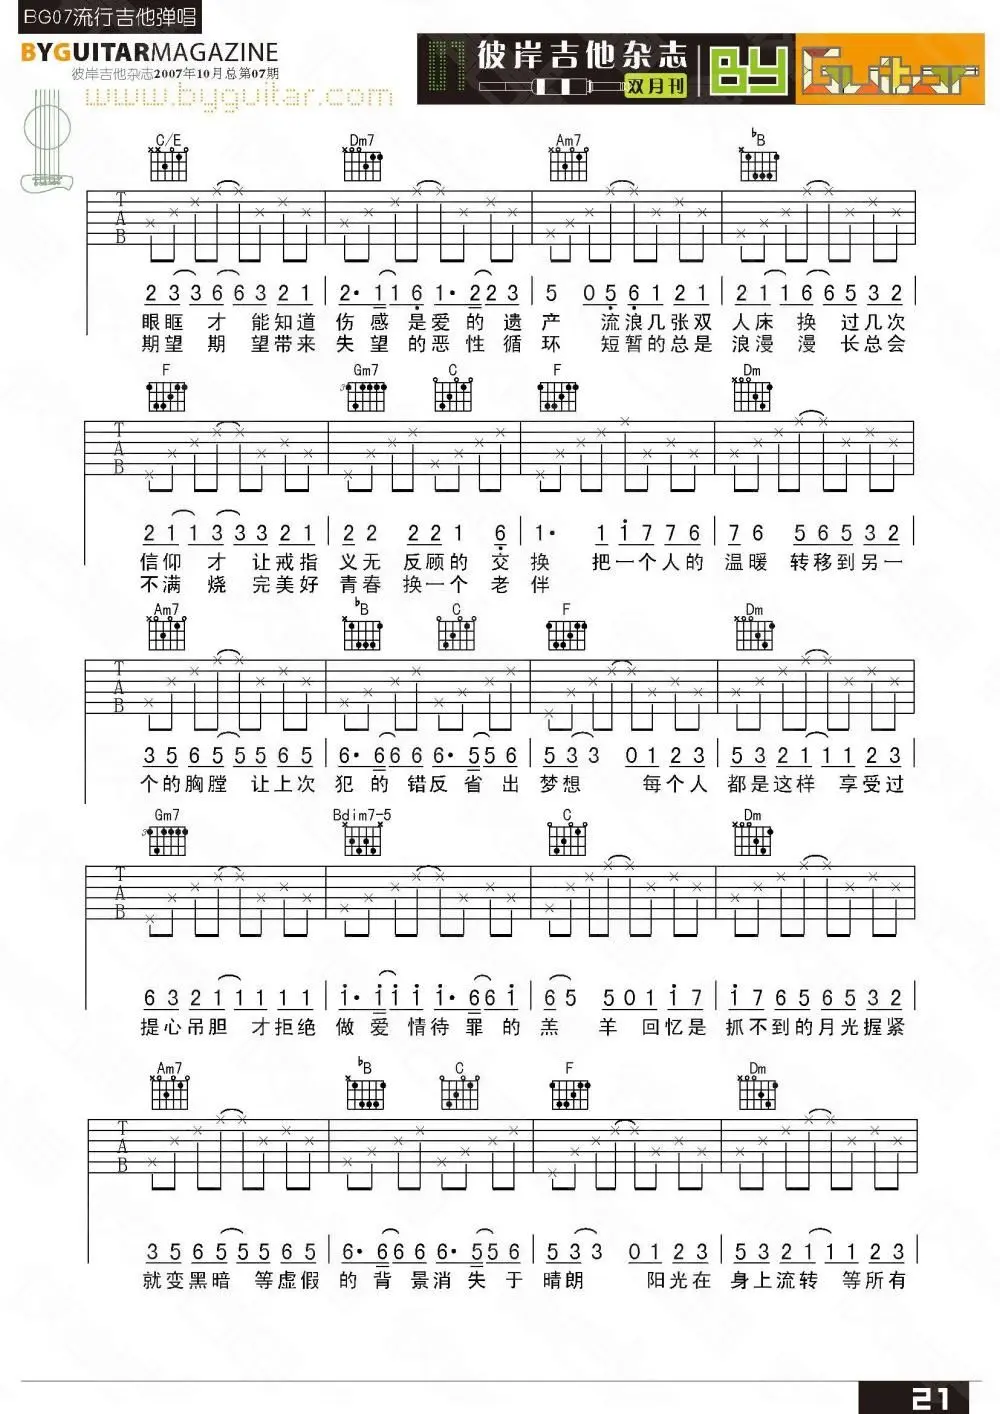 BG07流行吉他弹唱
BYGUITARMAGAZINE
彼岸吉他杂志2007年10月总第07期
www.byguitar.com
彼岸吉他杂志
双月刊
BY Guitar
C/E Dm7 Am7 ♭B
T A B
2 3 3 6 6 3 2 1 | 2· 1 1 6 1· 2 2 3 | 5 0 5 6 1 2 1 | 2 1 1 6 6 5 3 2
眼眶 才 能知道 伤感是爱的遗产 流浪几张双 人床 换 过几次
期望 期 望带来 失望的恶性循环 短暂的总是 浪漫 漫 长总会
F Gm7 C F Dm
T A B
2 1 1 3 3 3 2 1 | 2 2 2 2 1 6 | 1· 1 i 7 7 6 | 7 6 5 6 5 3 2
信仰 才 让戒指 义无 反顾的 交 换 把一个人的 温暖 转移到另一
不满 烧 完美好 青春 换一个 老 伴
Am7 ♭B C F Dm
T A B
3 5 6 5 5 5 6 5 | 6· 6 6 6 6· 5 5 6 | 5 3 3 0 1 2 3 | 5 3 2 1 1 1 2 3
个的胸膛 让上次 犯的错反省出 梦想 每个人 都是这样 享受过
Gm7 Bdim7-5 C Dm
T A B
6 3 2 1 1 1 1 1 | i· i i i i· 6 6 i | 6 5 5 0 1 i 7 | i 7 6 5 6 5 3 2
提心吊胆 才拒绝 做爱情待罪的 羔 羊 回忆是 抓不到的月光握紧
Am7 ♭B C F Dm
T A B
3 5 6 5 5 5 6 5 | 6· 6 6 6 6· 5 5 6 | 5 3 3 0 1 2 3 | 5 3 2 1 1 1 2 3
就变黑暗 等虚假 的背景消失于 晴朗 阳光在 身上流转 等所有
21